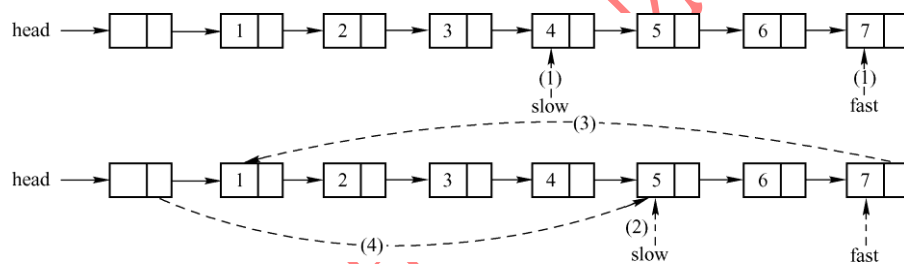 head 1 2 3 4 5 6 7
(1) (1)
slow fast
(3)
head 1 2 3 4 5 6 7
(2)
(4) slow fast